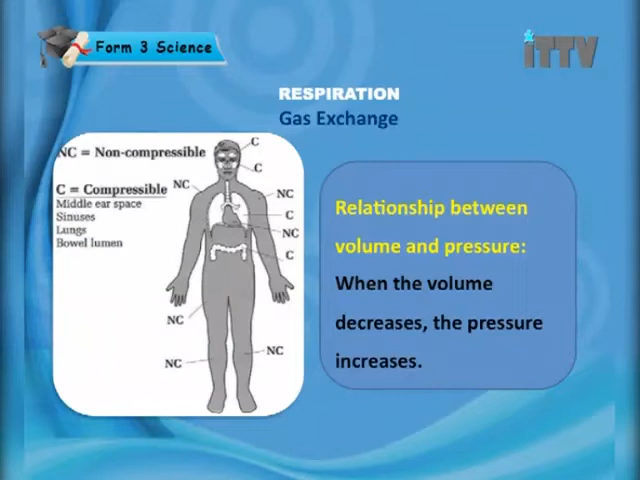 Form 3 Science
iTTV
RESPIRATION
Gas Exchange
NC = Non-compressible
C = Compressible
Middle ear space
Sinuses
Lungs
Bowel lumen
C
C
NC
NC
C
NC
C
NC
NC
NC
Relationship between
volume and pressure:
When the volume
decreases, the pressure
increases.